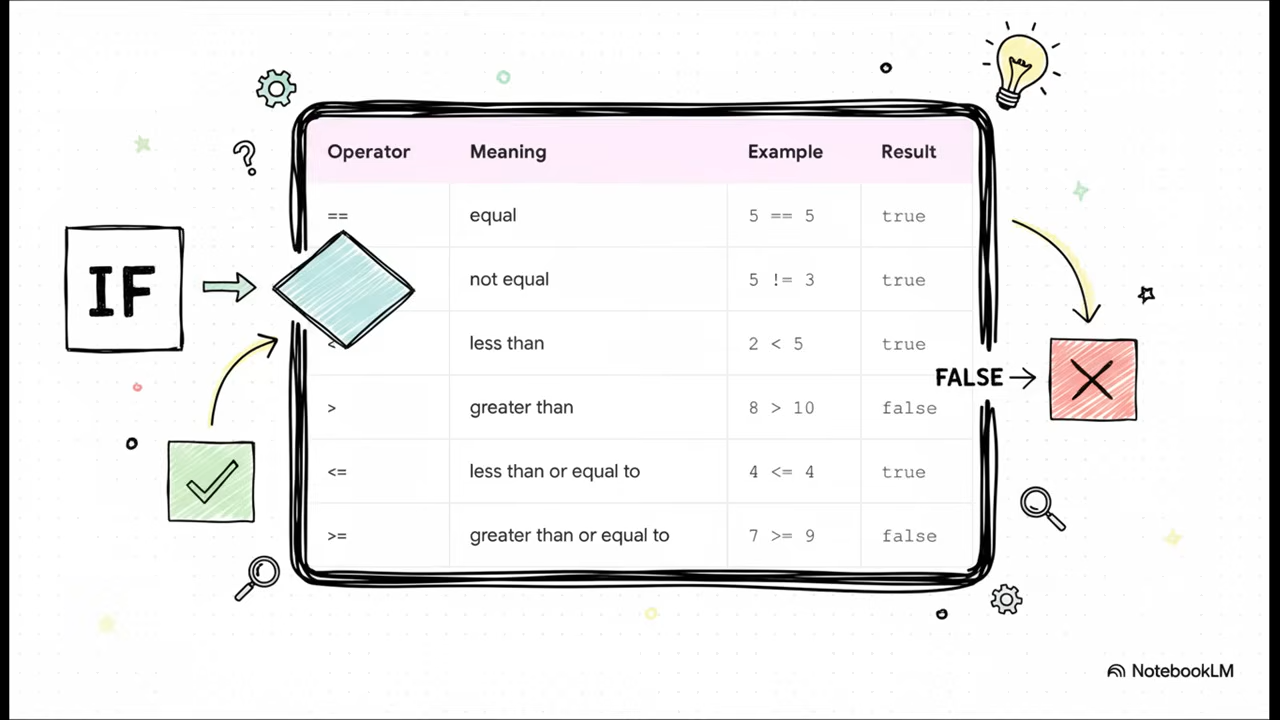 Operator Meaning Example Result
== equal 5 == 5 true
IF
not equal 5 != 3 true
< less than 2 < 5 true
FALSE
> greater than 8 > 10 false
<= less than or equal to 4 <= 4 true
>= greater than or equal to 7 >= 9 false
NotebookLM